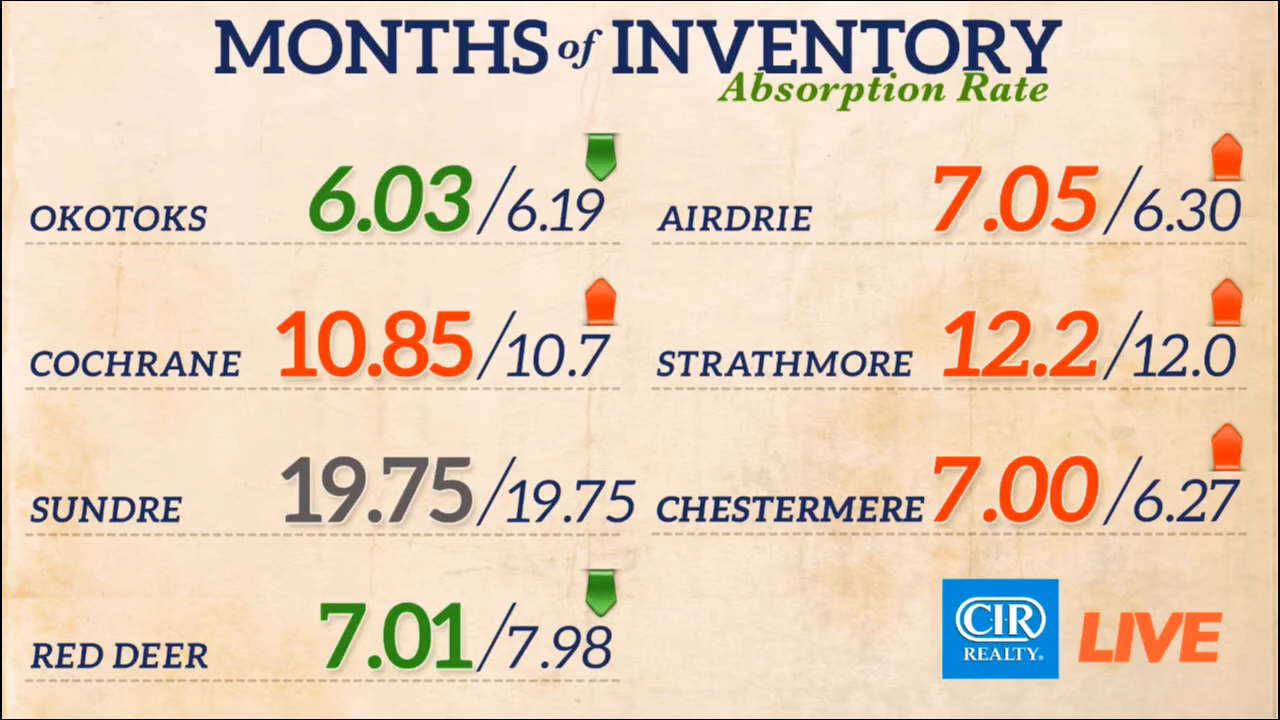 MONTHS of INVENTORY
Absorption Rate
OKOTOKS 6.03/6.19
AIRDRIE 7.05/6.30
COCHRANE 10.85/10.7
STRATHMORE 12.2/12.0
SUNDRE 19.75/19.75
CHESTERMERE 7.00/6.27
RED DEER 7.01/7.98
CIR
REALTY.
LIVE